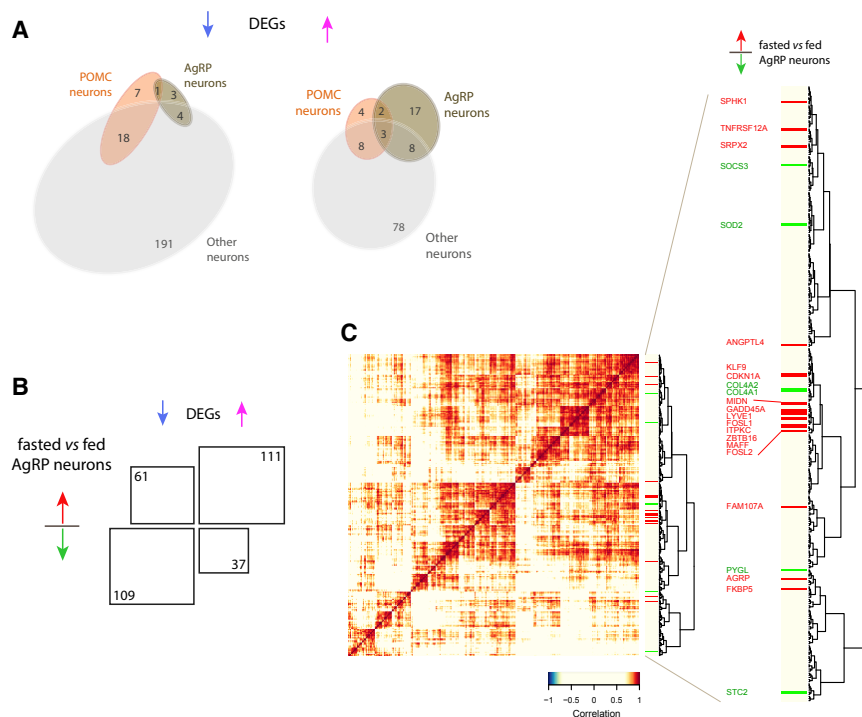 A
DEGs
POMC
neurons
AgRP
neurons
7
1
3
4
18
191
Other
neurons
POMC
neurons
AgRP
neurons
4
2
17
3
8
8
78
Other
neurons
fasted vs fed
AgRP neurons
SPHK1
TNFRSF12A
SRPX2
SOCS3
SOD2
ANGPTL4
KLF9
CDKN1A
COL4A2
COL4A1
MIDN
GADD45A
LYVE1
FOSL1
ITPKC
ZBTB16
MAFF
FOSL2
FAM107A
PYGL
AGRP
FKBP5
STC2
B
DEGs
fasted vs fed
AgRP neurons
61
111
109
37
C
−1
−0.5
0
0.5
1
Correlation